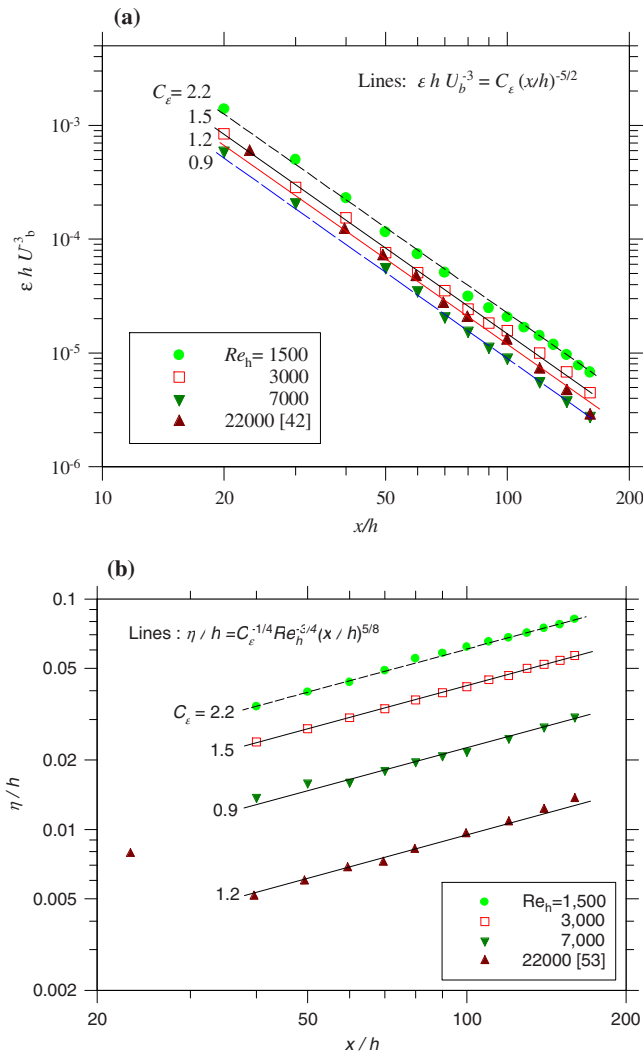 (a)
Lines: ε h U_b^-3 = C_ε (x/h)^-5/2
C_ε = 2.2
1.5
1.2
0.9
10^-3
10^-4
10^-5
10^-6
ε h U_b^-3
Re_h = 1500
3000
7000
22000 [42]
10 20 50 100 200
x/h
(b)
0.1
Lines : η / h =C_ε^-1/4 Re_h^-3/4 (x / h)^5/8
0.05
C_ε = 2.2
1.5
0.02
η / h
0.9
0.01
1.2
0.005
0.002
Re_h=1,500
3,000
7,000
22000 [53]
20 100 200
x / h